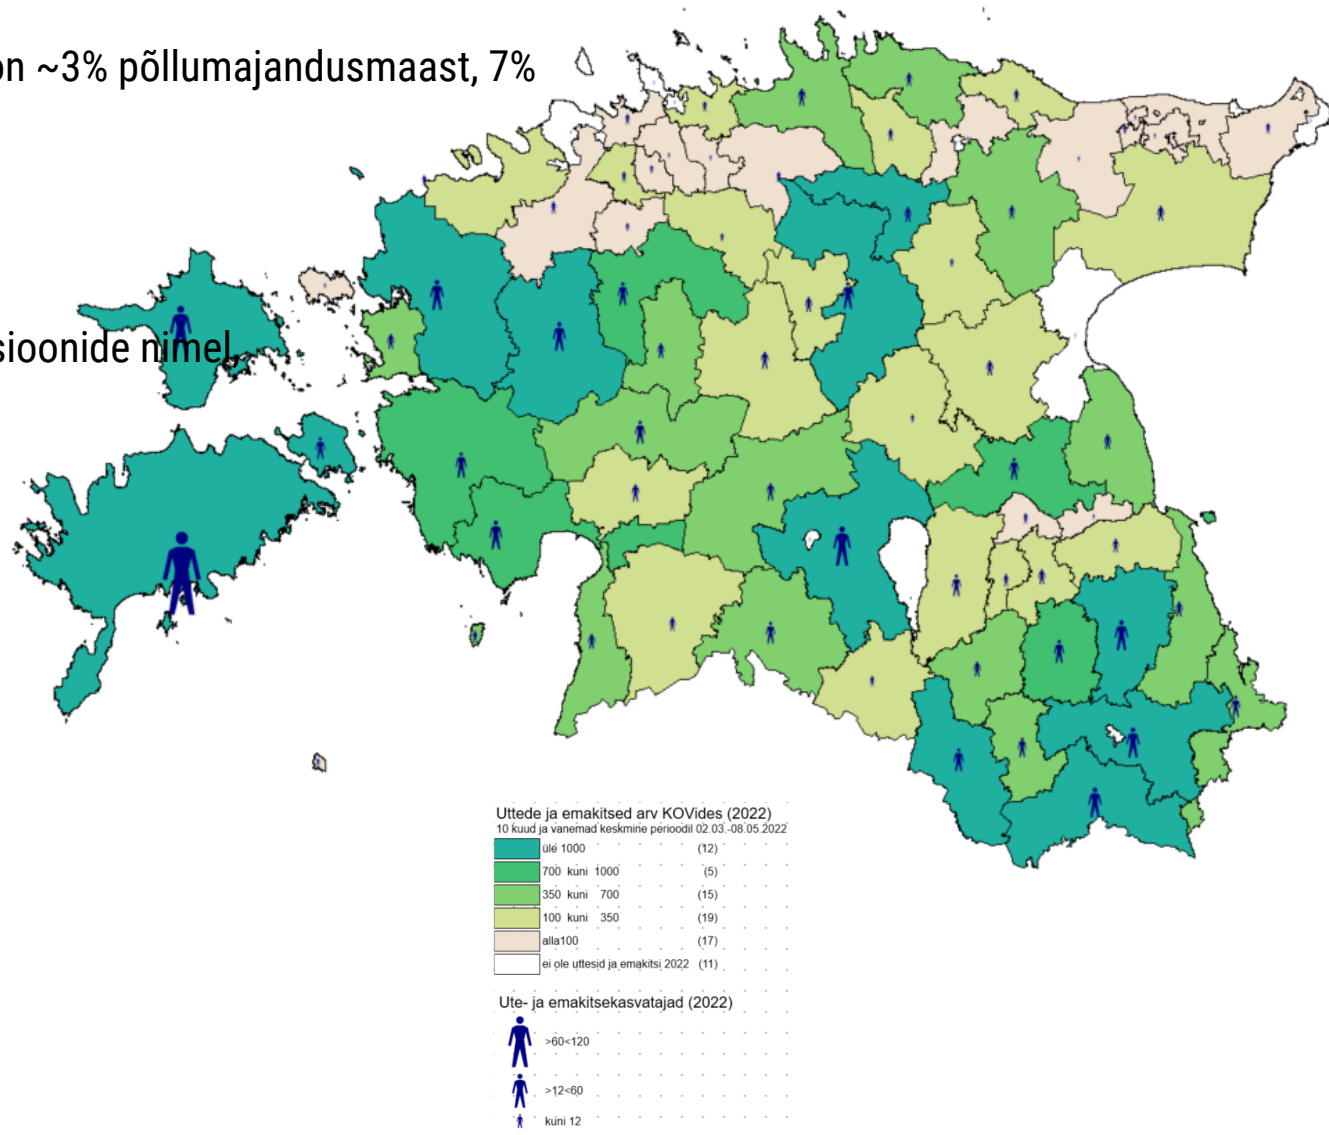 on ~3% põllumajandusmaast, 7%
sioonide nimel,
Uttede ja emakitsed arv KOVides (2022)
10 kuud ja vanemad keskmine perioodil 02.03.-08.05.2022
üle 1000 (12)
700 kuni 1000 (5)
350 kuni 700 (15)
100 kuni 350 (19)
alla100 (17)
ei ole uttesid ja emakitsi 2022 (11)
Ute- ja emakitsekasvatajad (2022)
>60<120
>12<60
kuni 12